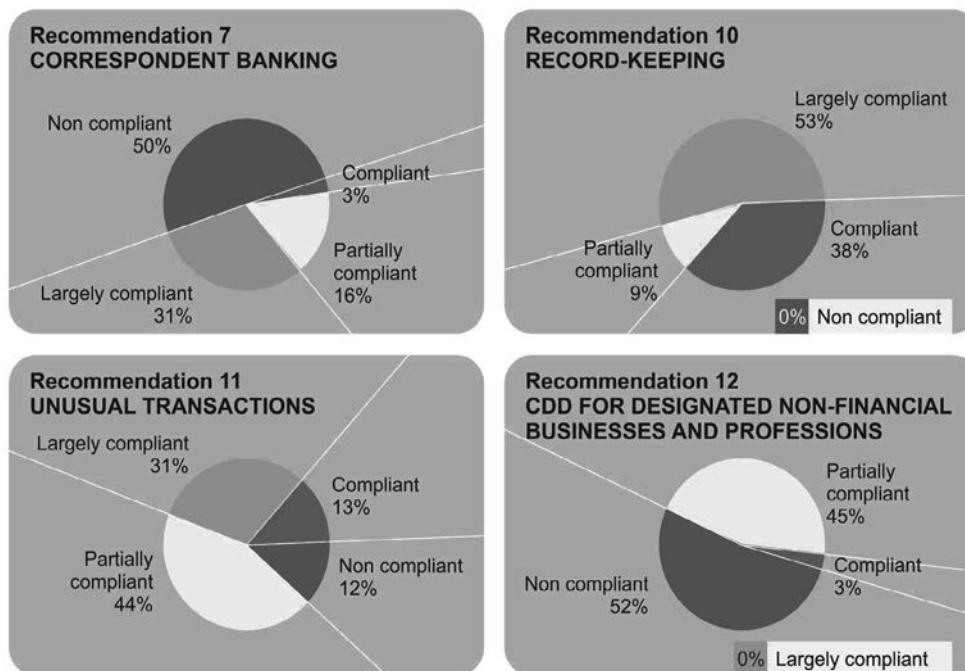 Recommendation 7
CORRESPONDENT BANKING
Non compliant
50%
Compliant
3%
Partially
compliant
16%
Largely compliant
31%
Recommendation 10
RECORD-KEEPING
Largely compliant
53%
Compliant
38%
Partially
compliant
9%
0% Non compliant
Recommendation 11
UNUSUAL TRANSACTIONS
Largely compliant
31%
Compliant
13%
Partially
compliant
44%
Non compliant
12%
Recommendation 12
CDD FOR DESIGNATED NON-FINANCIAL
BUSINESSES AND PROFESSIONS
Partially
compliant
45%
Compliant
3%
Non compliant
52%
0% Largely compliant